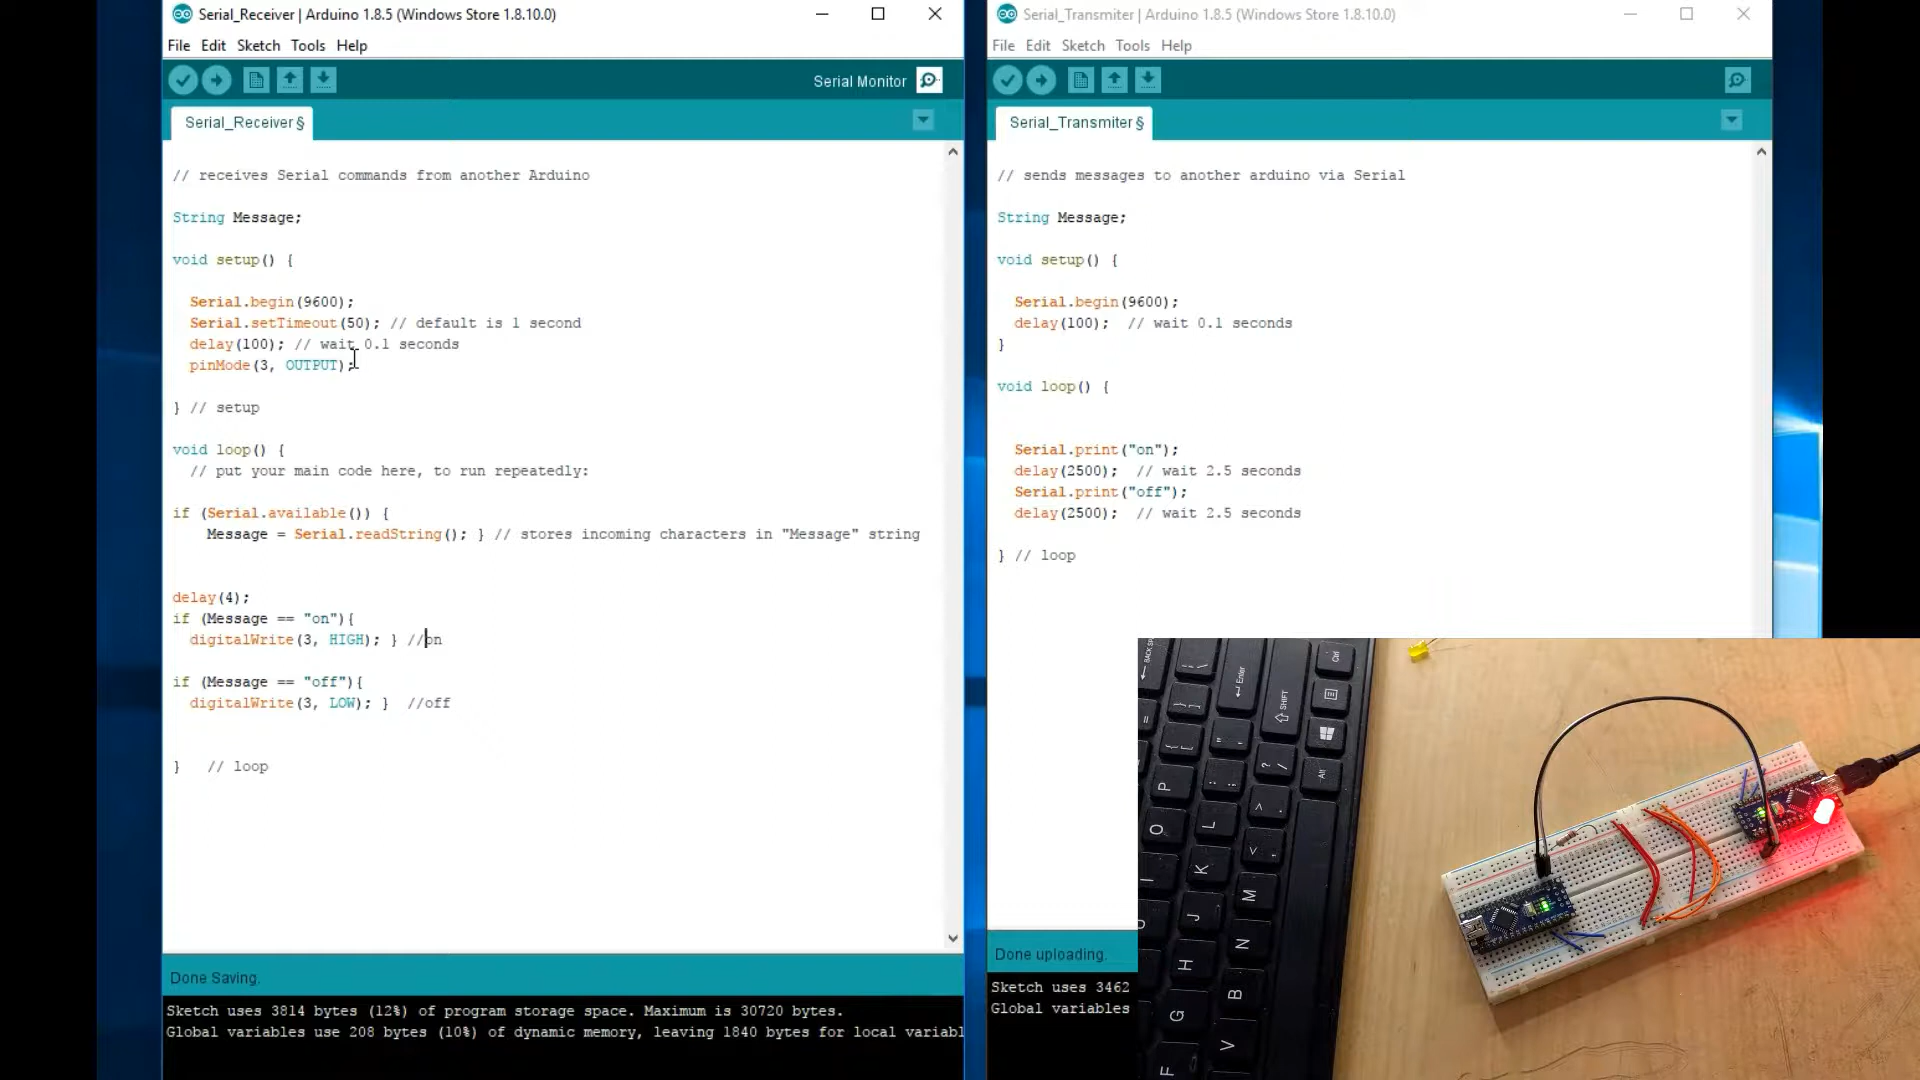 Serial_Receiver | Arduino 1.8.5 (Windows Store 1.8.10.0)
File Edit Sketch Tools Help
Serial Monitor
Serial_Receiver §
// receives Serial commands from another Arduino
String Message;
void setup() {
Serial.begin(9600);
Serial.setTimeout(50); // default is 1 second
delay(100); // wait 0.1 seconds
pinMode(3, OUTPUT);
} // setup
void loop() {
// put your main code here, to run repeatedly:
if (Serial.available()) {
Message = Serial.readString(); } // stores incoming characters in "Message" string
delay(4);
if (Message == "on"){
digitalWrite(3, HIGH); } //on
if (Message == "off"){
digitalWrite(3, LOW); } //off
} // loop
Done Saving.
Sketch uses 3814 bytes (12%) of program storage space. Maximum is 30720 bytes.
Global variables use 208 bytes (10%) of dynamic memory, leaving 1840 bytes for local variabl
Serial_Transmiter | Arduino 1.8.5 (Windows Store 1.8.10.0)
File Edit Sketch Tools Help
Serial_Transmiter §
// sends messages to another arduino via Serial
String Message;
void setup() {
Serial.begin(9600);
delay(100); // wait 0.1 seconds
}
void loop() {
Serial.print("on");
delay(2500); // wait 2.5 seconds
Serial.print("off");
delay(2500); // wait 2.5 seconds
} // loop
Done uploading.
Sketch uses 3462
Global variables
Ctrl
Enter
SHIFT
Alt
P
O
L
I
K
M
J
N
H
B
G
V
F